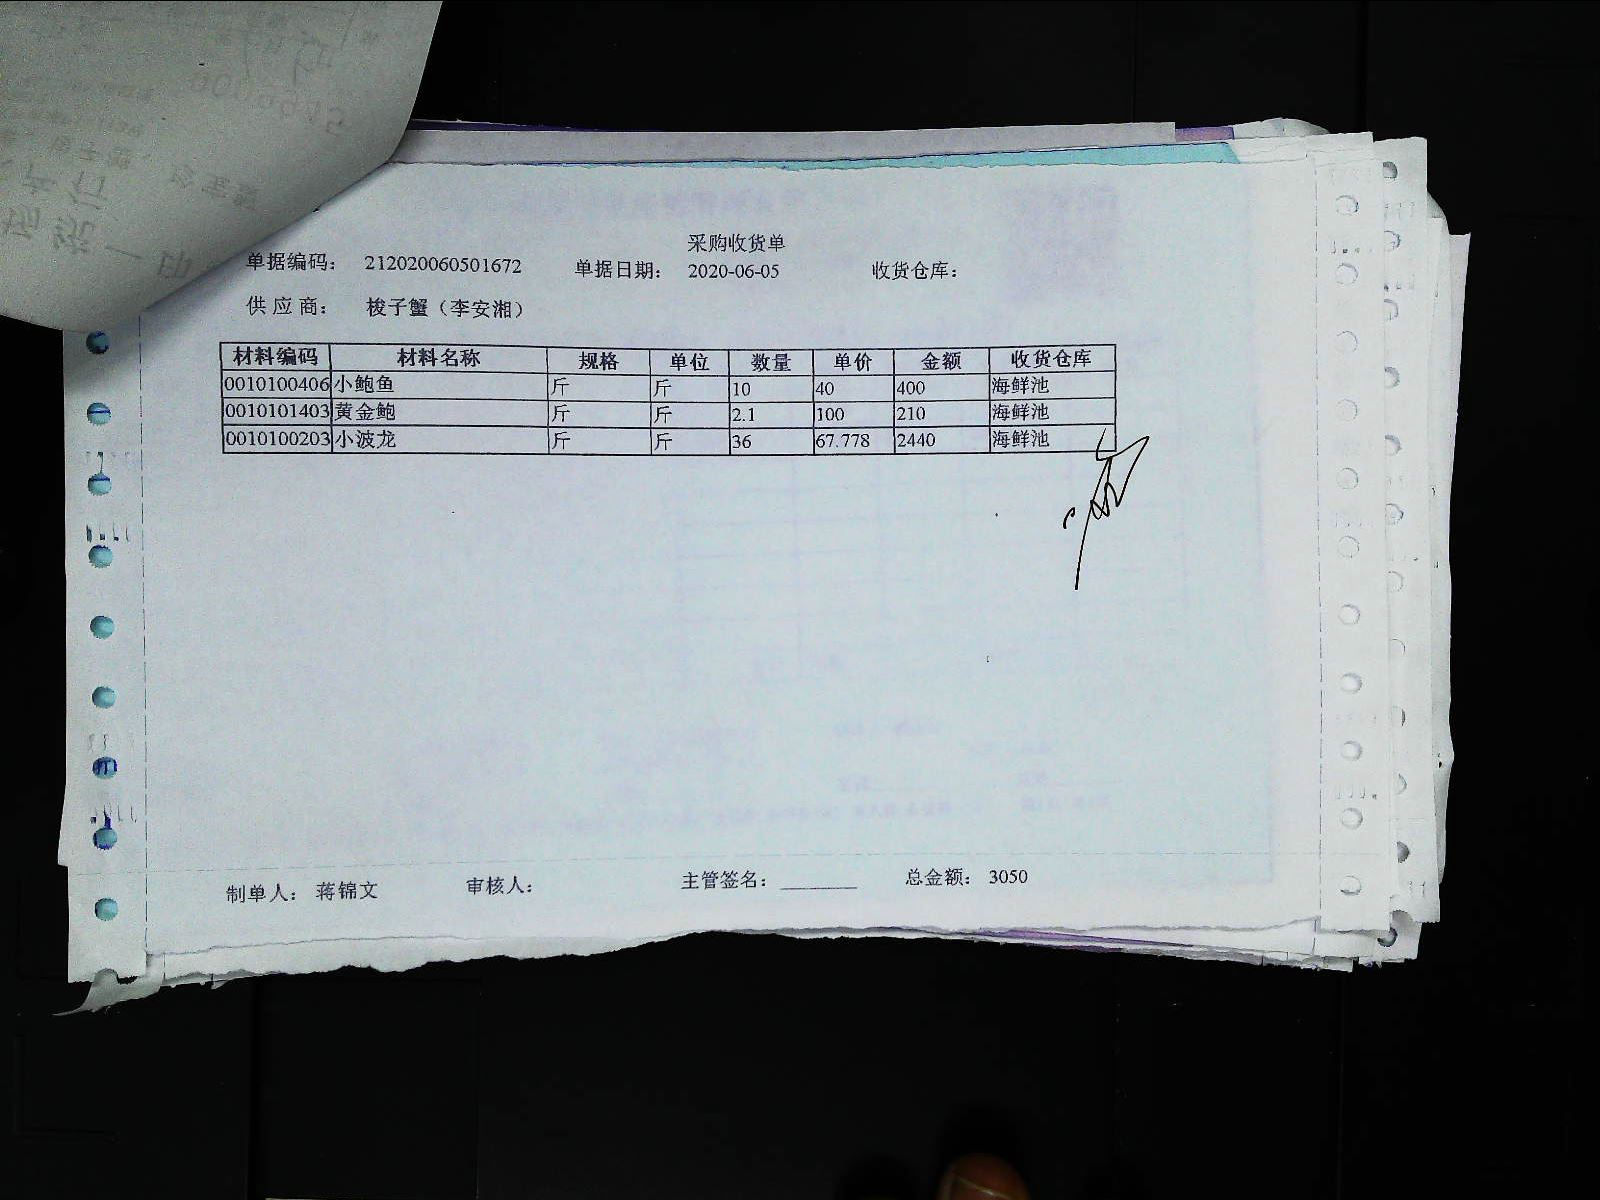 采购收货单
单据编码： 212020060501672 单据日期： 2020-06-05 收货仓库：
供 应 商： 梭子蟹（李安湘）
材料编码 材料名称 规格 单位 数量 单价 金额 收货仓库
0010100406 小鲍鱼 斤 斤 10 40 400 海鲜池
0010101403 黄金鲍 斤 斤 2.1 100 210 海鲜池
0010100203 小波龙 斤 斤 36 67.778 2440 海鲜池
制单人： 蒋锦文 审核人： 主管签名： 总金额： 3050